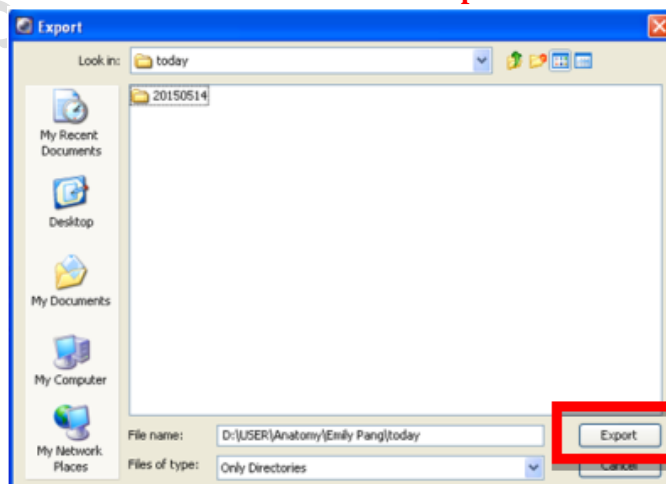 Export
Look in: today
20150514
My Recent
Documents
Desktop
My Documents
My Computer
My Network
Places
File name: D:\USER\Anatomy\Emily Pang\today Export
Files of type: Only Directories Cancel